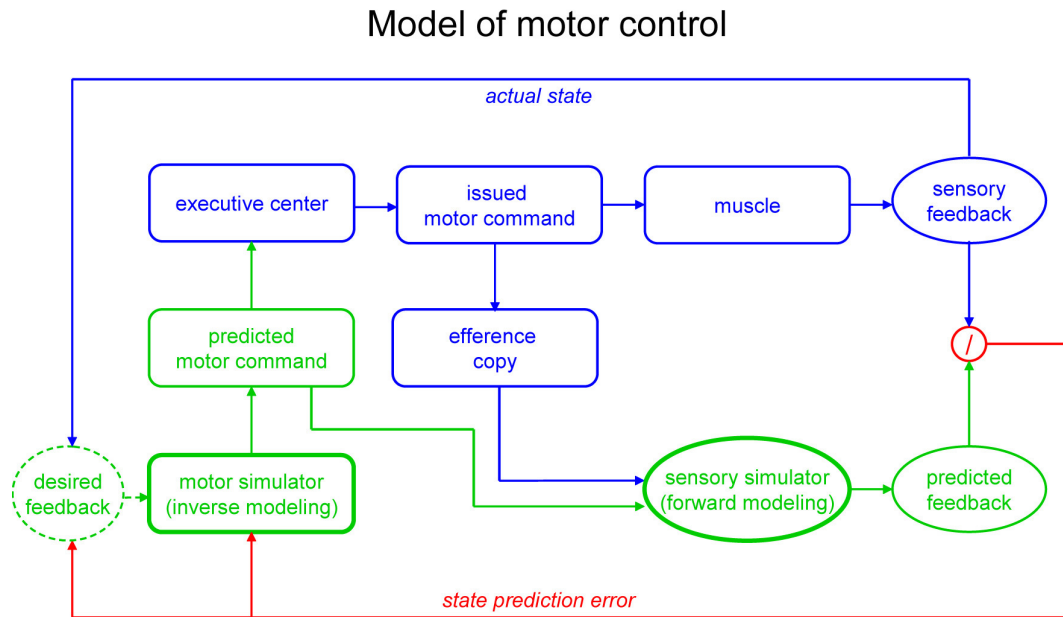 Model of motor control
actual state
executive center
issued
motor command
muscle
sensory
feedback
predicted
motor command
efference
copy
/
desired
feedback
motor simulator
(inverse modeling)
sensory simulator
(forward modeling)
predicted
feedback
state prediction error